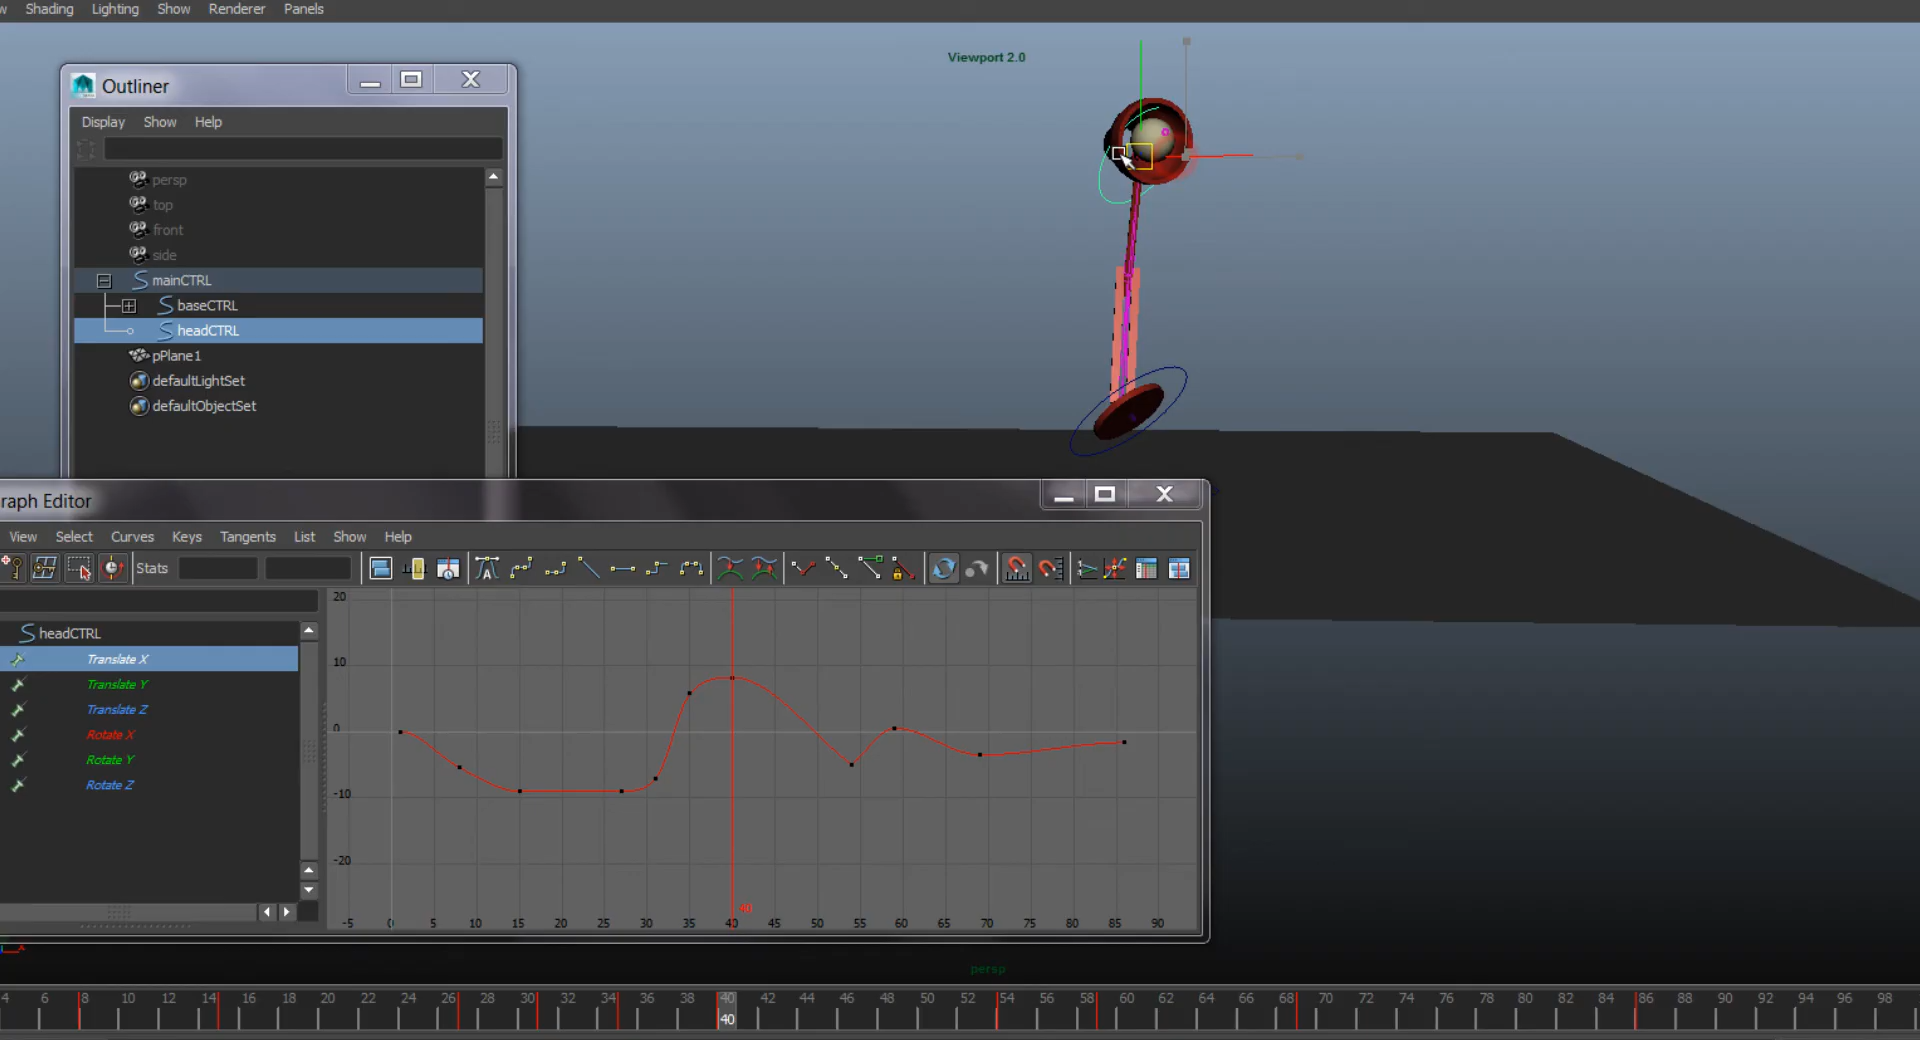 Shading Lighting Show Renderer Panels
Viewport 2.0
Outliner
Display Show Help
persp
top
front
side
mainCTRL
baseCTRL
headCTRL
pPlane1
defaultLightSet
defaultObjectSet
raph Editor
View Select Curves Keys Tangents List Show Help
Stats
headCTRL
Translate X
Translate Y
Translate Z
Rotate X
Rotate Y
Rotate Z
20
10
0
-10
-20
40
-5 0 5 10 15 20 25 30 35 40 45 50 55 60 65 70 75 80 85 90
persp
4 6 8 10 12 14 16 18 20 22 24 26 28 30 32 34 36 38 40 42 44 46 48 50 52 54 56 58 60 62 64 66 68 70 72 74 76 78 80 82 84 86 88 90 92 94 96 98
40